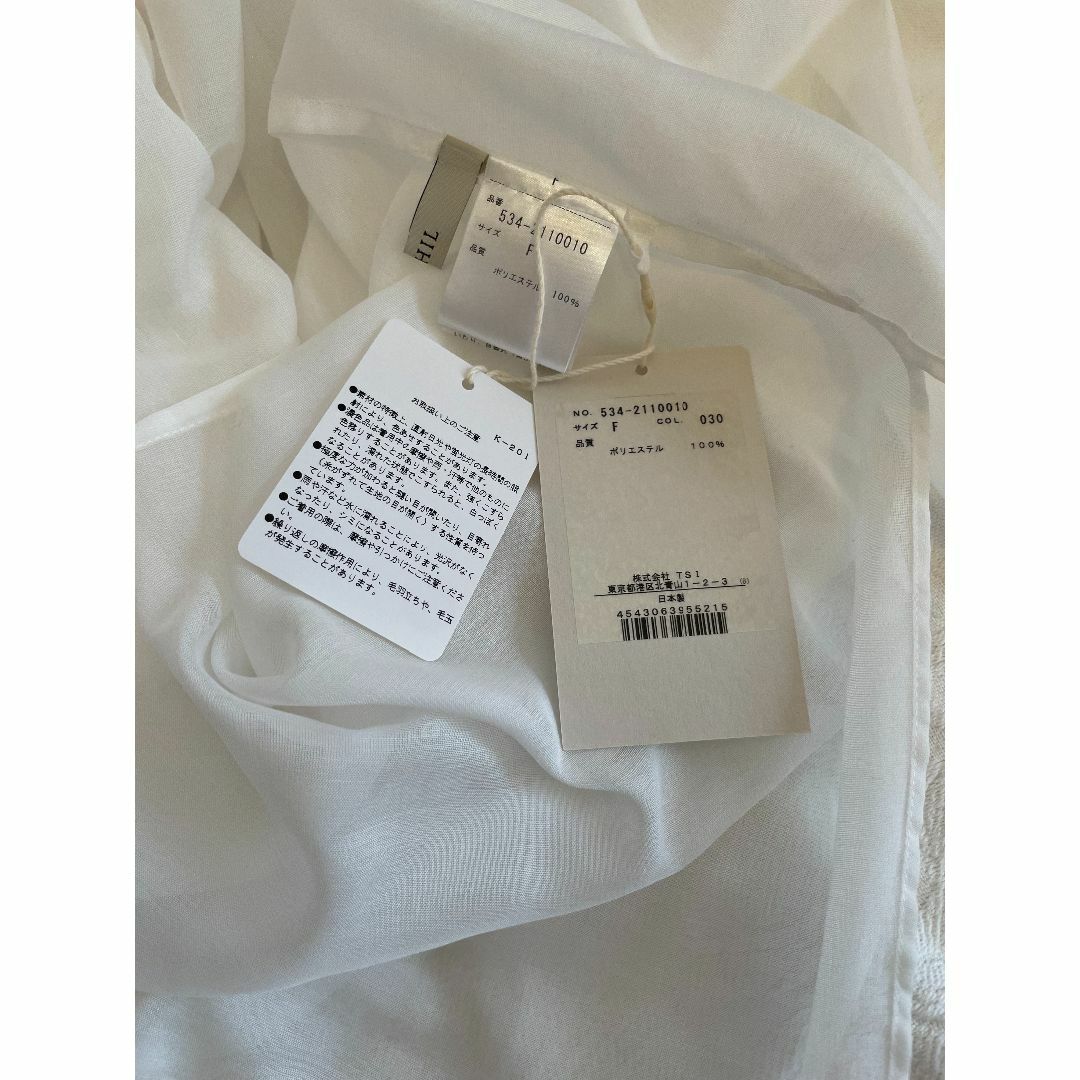 HIL
品番
534-2110010
サイズ F
品質
ポリエステル 100%
お取扱い上のご注意 K-201
●素材の特徴上、直射日光や蛍光灯の長時間の照
射により、色あせすることがあります。
●濃色品は着用中の摩擦や雨・汗等で他のものに
色移りすることがあります。また、強くこすら
れたり、濡れた状態でこすられると、白っぽく
なることがあります。
●極度な力が加わると縫い目が開いたり、目寄れ
(糸がずれて生地の目が開く)する性質を持っ
ています。
●雨や汗など水に濡れることにより、光沢がなく
なったり、シミになることがあります。
●ご着用の際は、摩擦や引っかけにご注意くださ
い。
●繰り返しの摩擦作用により、毛羽立ちや、毛玉
が発生することがあります。
NO. 534-2110010
サイズ F COL. 030
品質
ポリエステル 100%
株式会社 TSI
東京都港区北青山1-2-3 (8)
日本製
4543063955215